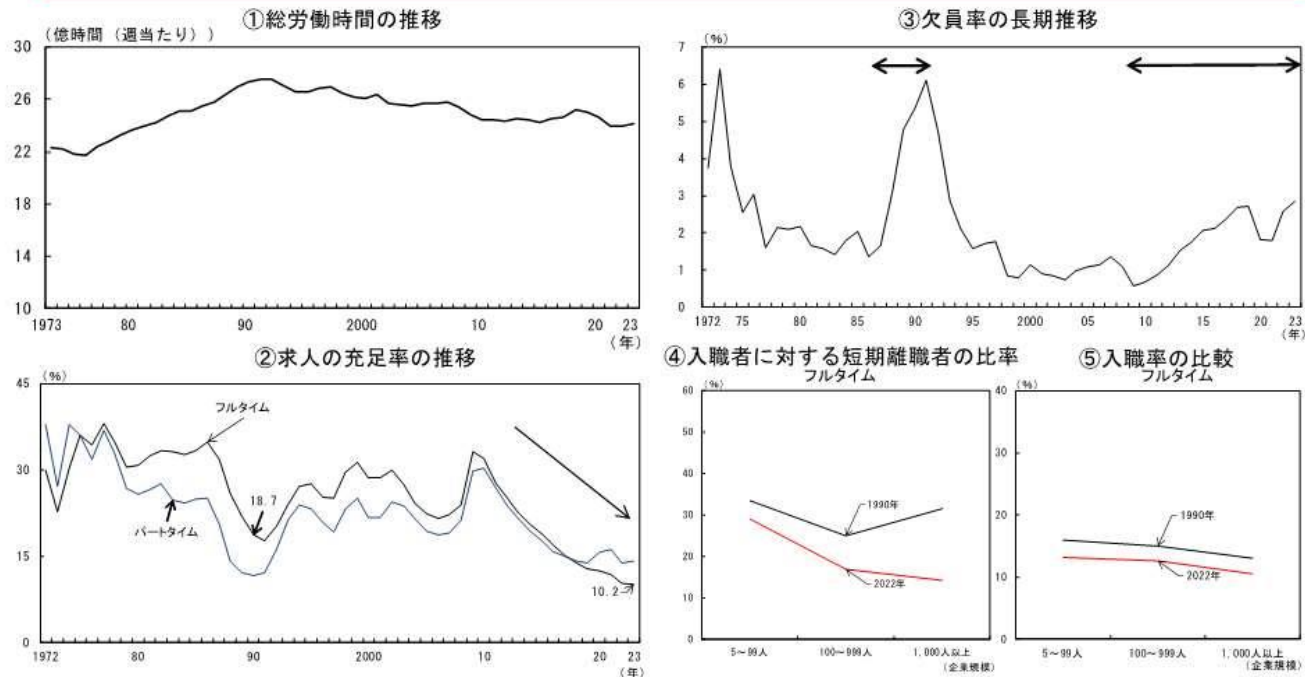 ①総労働時間の推移
(億時間(週当たり))
30
26
22
18
14
10
1973 80 90 2000 10 20 23
(年)
③欠員率の長期推移
(%)
7
6
5
4
3
2
1
0
1972 75 80 85 90 95 2000 05 10 15 20 23
(年)
②求人の充足率の推移
(%)
45
30
15
0
フルタイム
パートタイム
18.7
10.2
1972 80 90 2000 10 20 23
(年)
④入職者に対する短期離職者の比率
フルタイム
(%)
60
50
40
30
20
10
0
1990年
2022年
5~99人 100~999人 1,000人以上
(企業規模)
⑤入職率の比較
フルタイム
(%)
40
30
20
10
0
1990年
2022年
5~99人 100~999人 1,000人以上
(企業規模)